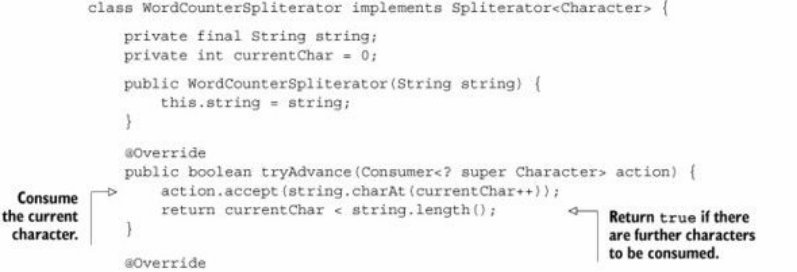 class WordCounterSpliterator implements Spliterator<Character> {
private final String string;
private int currentChar = 0;
public WordCounterSpliterator(String string) {
this.string = string;
}
@Override
public boolean tryAdvance(Consumer<? super Character> action) {
action.accept(string.charAt(currentChar++));
return currentChar < string.length();
}
@Override
Consume
the current
character.
Return true if there
are further characters
to be consumed.